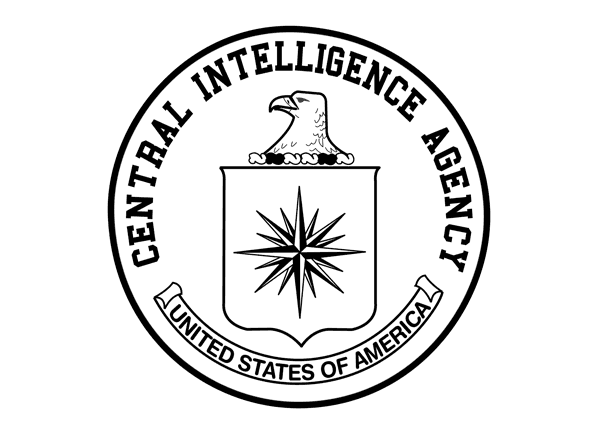 CENTRAL INTELLIGENCE AGENCY
UNITED STATES OF AMERICA